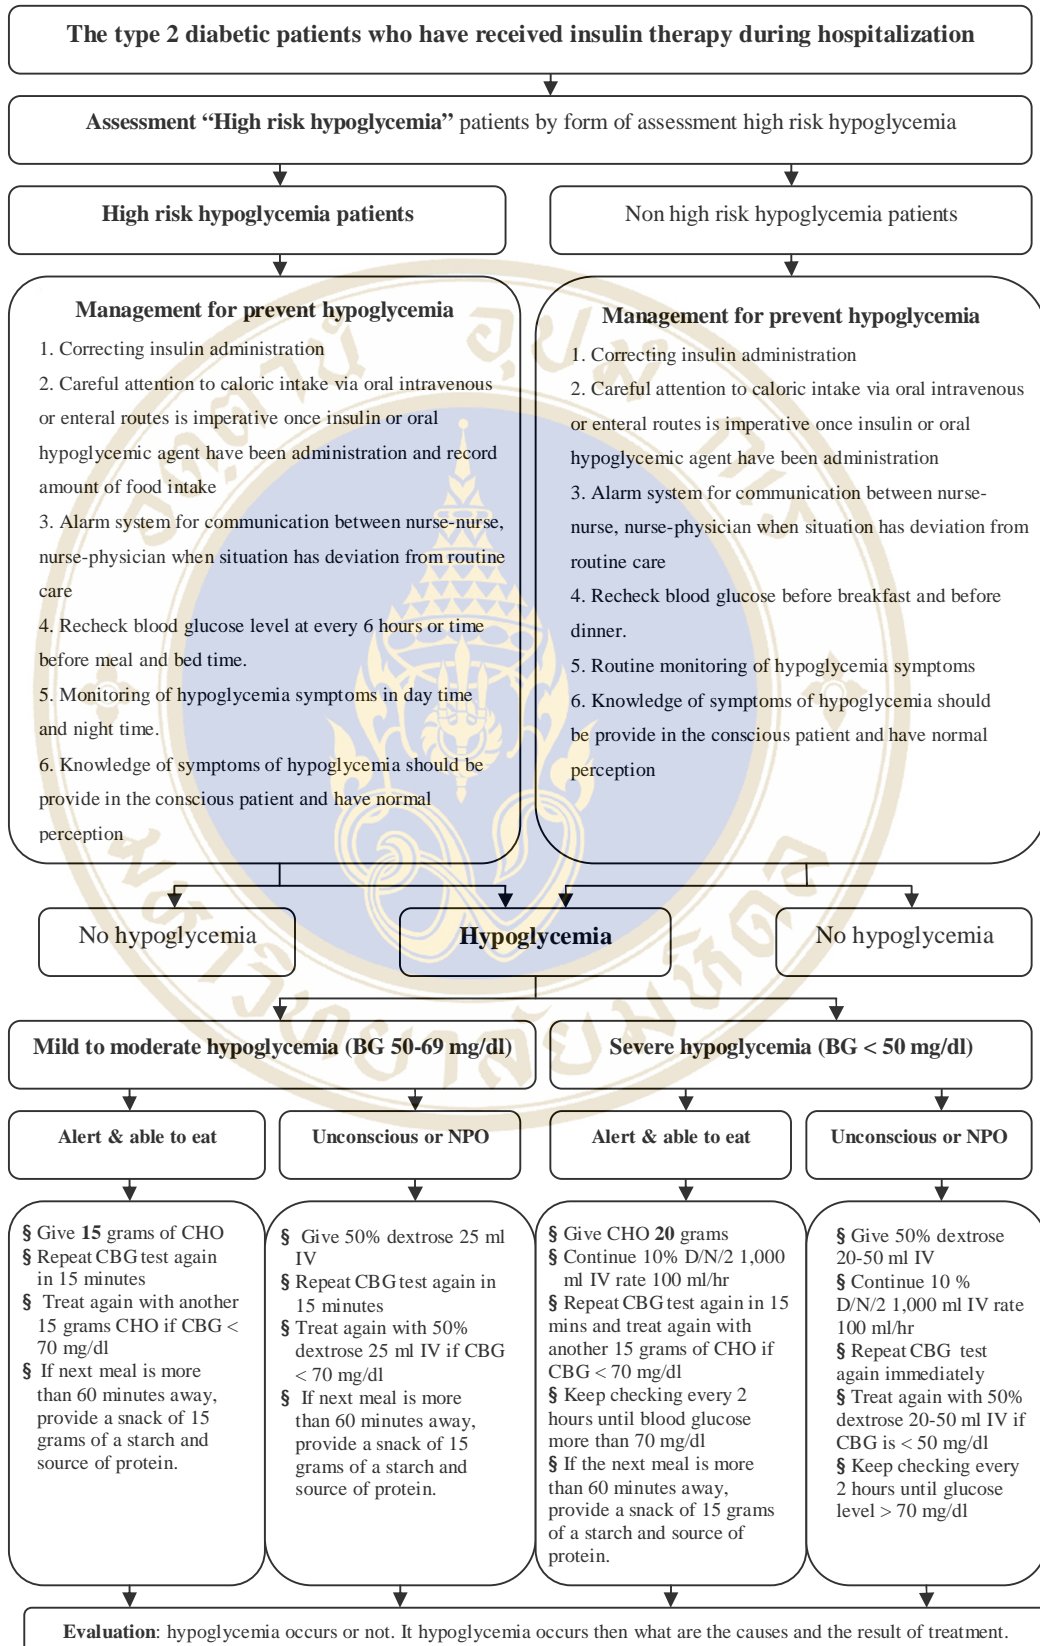 The type 2 diabetic patients who have received insulin therapy during hospitalization
Assessment “High risk hypoglycemia” patients by form of assessment high risk hypoglycemia
High risk hypoglycemia patients
Non high risk hypoglycemia patients
Management for prevent hypoglycemia
1. Correcting insulin administration
2. Careful attention to caloric intake via oral intravenous
or enteral routes is imperative once insulin or oral
hypoglycemic agent have been administration and record
amount of food intake
3. Alarm system for communication between nurse-nurse,
nurse-physician when situation has deviation from routine
care
4. Recheck blood glucose level at every 6 hours or time
before meal and bed time.
5. Monitoring of hypoglycemia symptoms in day time
and night time.
6. Knowledge of symptoms of hypoglycemia should be
provide in the conscious patient and have normal
perception
Management for prevent hypoglycemia
1. Correcting insulin administration
2. Careful attention to caloric intake via oral intravenous
or enteral routes is imperative once insulin or oral
hypoglycemic agent have been administration
3. Alarm system for communication between nurse-
nurse, nurse-physician when situation has deviation from
routine care
4. Recheck blood glucose before breakfast and before
dinner.
5. Routine monitoring of hypoglycemia symptoms
6. Knowledge of symptoms of hypoglycemia should
be provide in the conscious patient and have normal
perception
No hypoglycemia
Hypoglycemia
No hypoglycemia
Mild to moderate hypoglycemia (BG 50-69 mg/dl)
Severe hypoglycemia (BG < 50 mg/dl)
Alert & able to eat
Unconscious or NPO
Alert & able to eat
Unconscious or NPO
§ Give 15 grams of CHO
§ Repeat CBG test again
in 15 minutes
§ Treat again with another
15 grams CHO if CBG <
70 mg/dl
§ If next meal is more
than 60 minutes away,
provide a snack of 15
grams of a starch and
source of protein.
§ Give 50% dextrose 25 ml
IV
§ Repeat CBG test again in
15 minutes
§ Treat again with 50%
dextrose 25 ml IV if CBG
< 70 mg/dl
§ If next meal is more
than 60 minutes away,
provide a snack of 15
grams of a starch and
source of protein.
§ Give CHO 20 grams
§ Continue 10% D/N/2 1,000
ml IV rate 100 ml/hr
§ Repeat CBG test again in 15
mins and treat again with
another 15 grams of CHO if
CBG < 70 mg/dl
§ Keep checking every 2
hours until blood glucose
more than 70 mg/dl
§ If the next meal is more
than 60 minutes away,
provide a snack of 15 grams
of a starch and source of
protein.
§ Give 50% dextrose
20-50 ml IV
§ Continue 10 %
D/N/2 1,000 ml IV rate
100 ml/hr
§ Repeat CBG test
again immediately
§ Treat again with 50%
dextrose 20-50 ml IV if
CBG is < 50 mg/dl
§ Keep checking every
2 hours until glucose
level > 70 mg/dl
Evaluation: hypoglycemia occurs or not. It hypoglycemia occurs then what are the causes and the result of treatment.